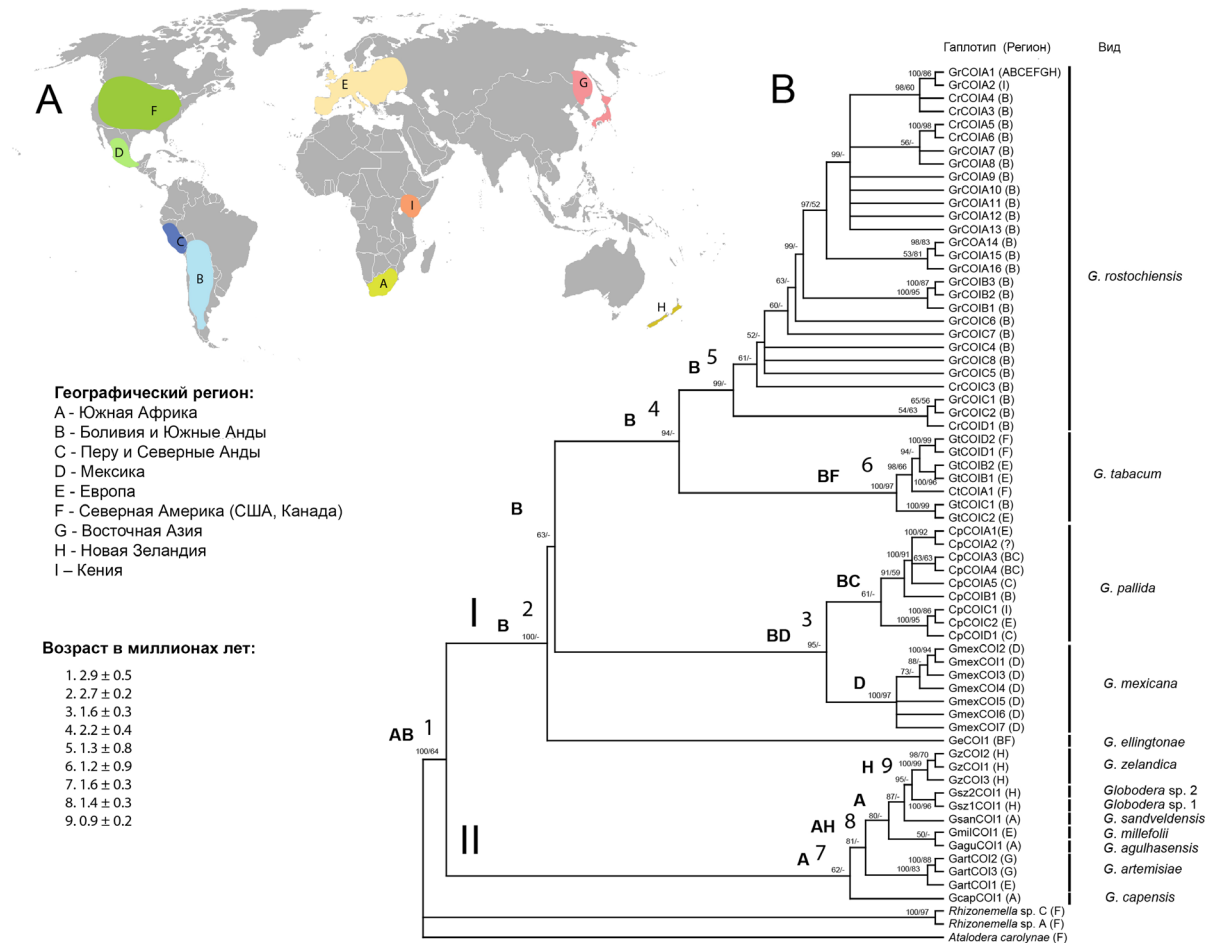 A
F
E
G
D
I
C
B
A
H
Географический регион:
A - Южная Африка
B - Боливия и Южные Анды
C - Перу и Северные Анды
D - Мексика
E - Европа
F - Северная Америка (США, Канада)
G - Восточная Азия
H - Новая Зеландия
I – Кения
Возраст в миллионах лет:
1. 2.9 ± 0.5
2. 2.7 ± 0.2
3. 1.6 ± 0.3
4. 2.2 ± 0.4
5. 1.3 ± 0.8
6. 1.2 ± 0.9
7. 1.6 ± 0.3
8. 1.4 ± 0.3
9. 0.9 ± 0.2
B
Гаплотип (Регион)
Вид
GrCOIA1 (ABCEFGH)
GrCOIA2 (I)
CrCOIA4 (B)
CrCOIA3 (B)
CrCOIA5 (B)
CrCOIA6 (B)
GrCOIA7 (B)
GrCOIA8 (B)
GrCOIA9 (B)
GrCOIA10 (B)
GrCOIA11 (B)
GrCOIA12 (B)
GrCOIA13 (B)
GrCOA14 (B)
GrCOIA15 (B)
GrCOIA16 (B)
GrCOIB3 (B)
GrCOIB2 (B)
GrCOIB1 (B)
GrCOIC6 (B)
GrCOIC7 (B)
GrCOIC4 (B)
GrCOIC8 (B)
GrCOIC5 (B)
CrCOIC3 (B)
GrCOIC1 (B)
GrCOIC2 (B)
CrCOID1 (B)
GtCOID2 (F)
GtCOID1 (F)
GtCOIB2 (E)
GtCOIB1 (E)
CtCOIA1 (F)
GtCOIC1 (B)
GtCOIC2 (E)
CpCOIA1(E)
CpCOIA2 (?)
CpCOIA3 (BC)
CpCOIA4 (BC)
CpCOIA5 (C)
CpCOIB1 (B)
CpCOIC1 (I)
CpCOIC2 (E)
CpCOID1 (C)
GmexCOI2 (D)
GmexCOI1 (D)
GmexCOI3 (D)
GmexCOI4 (D)
GmexCOI5 (D)
GmexCOI6 (D)
GmexCOI7 (D)
GeCOI1 (BF)
GzCOI2 (H)
GzCOI1 (H)
GzCOI3 (H)
Gsz2COI1 (H)
Gsz1COI1 (H)
GsanCOI1 (A)
GmilCOI1 (E)
GaguCOI1 (A)
GartCOI2 (G)
GartCOI3 (G)
GartCOI1 (E)
GcapCOI1 (A)
Rhizonemella sp. C (F)
Rhizonemella sp. A (F)
Atalodera carolynae (F)
G. rostochiensis
G. tabacum
G. pallida
G. mexicana
G. ellingtonae
G. zelandica
Globodera sp. 2
Globodera sp. 1
G. sandveldensis
G. millefolii
G. agulhasensis
G. artemisiae
G. capensis
100/86
98/60
100/98
56/-
99/-
97/52
98/83
53/81
99/-
100/87
100/95
63/-
60/-
52/-
61/-
B 5
99/-
65/56
54/63
B 4
94/-
100/99
94/-
98/66
100/96
BF 6
100/97
100/99
B
63/-
100/92
100/91
63/63
91/59
BC
61/-
100/86
100/95
I
B 2
100/-
BD 3
95/-
100/94
88/-
73/-
D
100/97
AB 1
100/64
98/70
H 9
100/99
95/-
A
87/-
100/96
AH 8
80/-
50/-
81/-
II
A 7
62/-
100/88
100/83
100/97